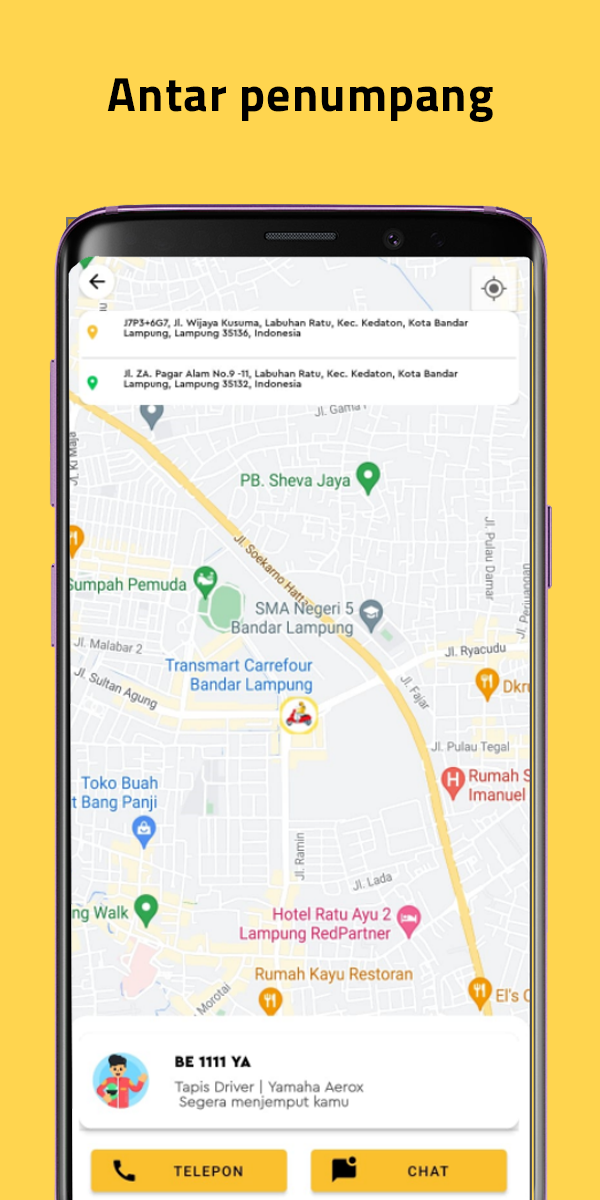 Antar penumpang
J7P3+6G7, Jl. Wijaya Kusuma, Labuhan Ratu, Kec. Kedaton, Kota Bandar
Lampung, Lampung 35136, Indonesia
Jl. ZA. Pagar Alam No.9 -11, Labuhan Ratu, Kec. Kedaton, Kota Bandar
Lampung, Lampung 35132, Indonesia
Jl. Gama
Jl. Ki Maja
PB. Sheva Jaya
Jl. Pulau Damar
Jl. Soekarno Hatta
Jl. Perjuangan
Sumpah Pemuda
SMA Negeri 5
Bandar Lampung
Jl. Malabar 2
Jl. Ryacudu
Transmart Carrefour
Bandar Lampung
Jl. Sultan Agung
Jl. Fajar
Dkru
Jl. Pulau Tegal
Toko Buah
t Bang Panji
Rumah S
Imanuel
Jl. Ramin
Jl. Lada
ng Walk
Hotel Ratu Ayu 2
Lampung RedPartner
Rumah Kayu Restoran
Morotai
El's C
BE 1111 YA
Tapis Driver | Yamaha Aerox
Segera menjemput kamu
TELEPON
CHAT